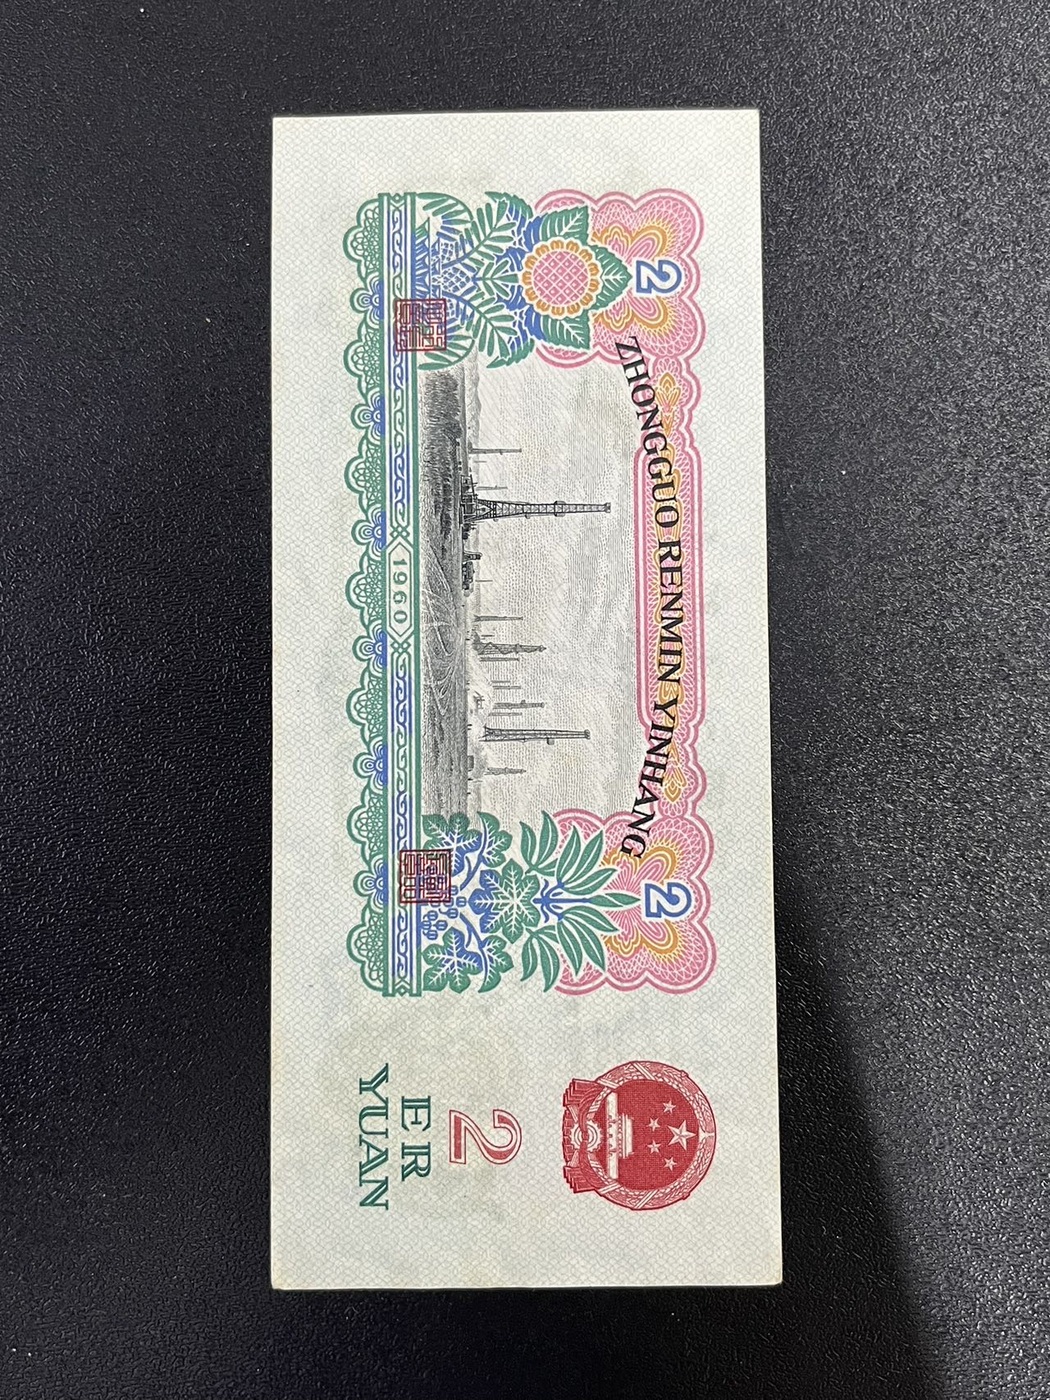 2
ZHONGGUO RENMIN YINHANG
2
1960
2
ER
YUAN